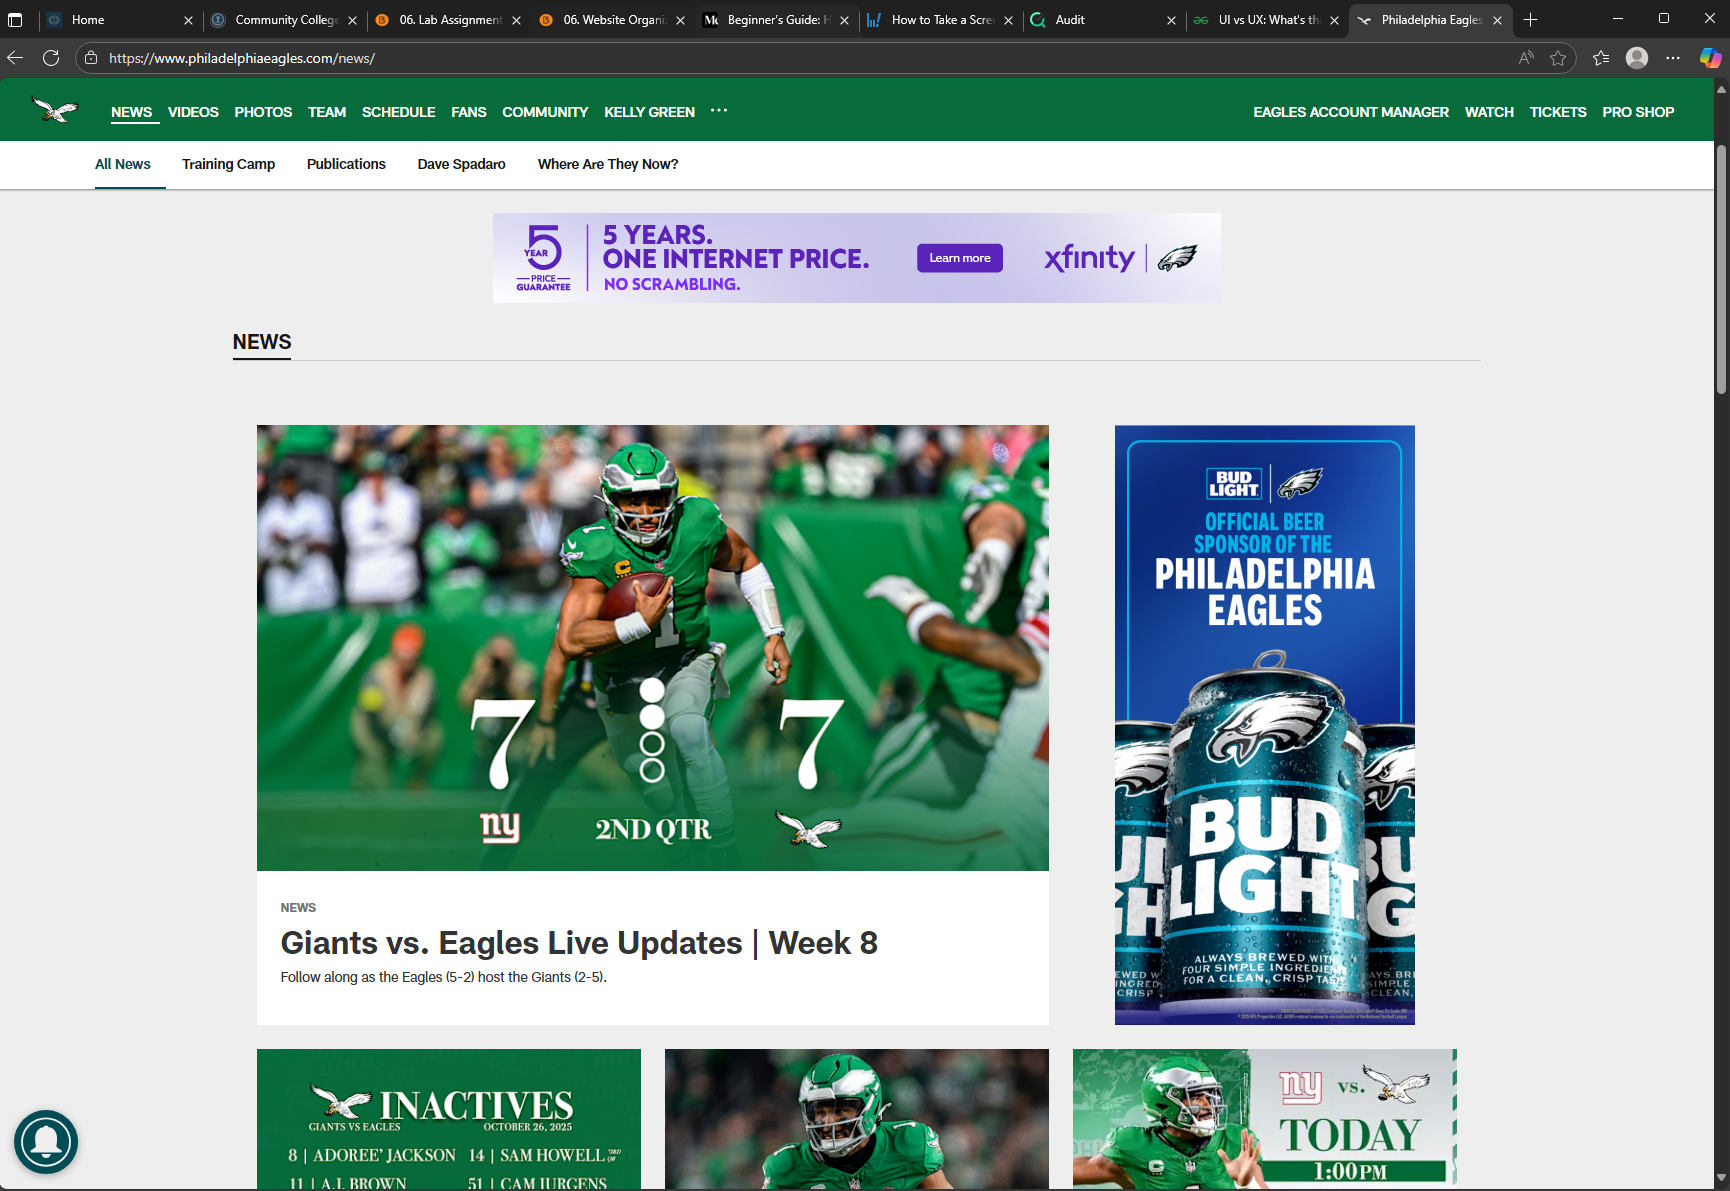 Home
Community College
06. Lab Assignment
06. Website Organi
Beginner's Guide: H
How to Take a Scre
Audit
UI vs UX: What's th
Philadelphia Eagles
https://www.philadelphiaeagles.com/news/
NEWS VIDEOS PHOTOS TEAM SCHEDULE FANS COMMUNITY KELLY GREEN ···
EAGLES ACCOUNT MANAGER WATCH TICKETS PRO SHOP
All News Training Camp Publications Dave Spadaro Where Are They Now?
5
YEAR
PRICE
GUARANTEE
5 YEARS.
ONE INTERNET PRICE.
NO SCRAMBLING.
Learn more
xfinity
NEWS
1
C
7 7
ny
2ND QTR
NEWS
Giants vs. Eagles Live Updates | Week 8
Follow along as the Eagles (5-2) host the Giants (2-5).
BUD
LIGHT
OFFICIAL BEER
SPONSOR OF THE
PHILADELPHIA
EAGLES
BUD
LIGHT
ALWAYS BREWED WITH
FOUR SIMPLE INGREDIENTS
FOR A CLEAN, CRISP TASTE
INACTIVES
GIANTS VS EAGLES OCTOBER 26, 2025
8 | ADOREE' JACKSON 14 | SAM HOWELL 3RD QB
11 | A.J. BROWN 51 | CAM JURGENS
ny vs.
TODAY
1:00PM